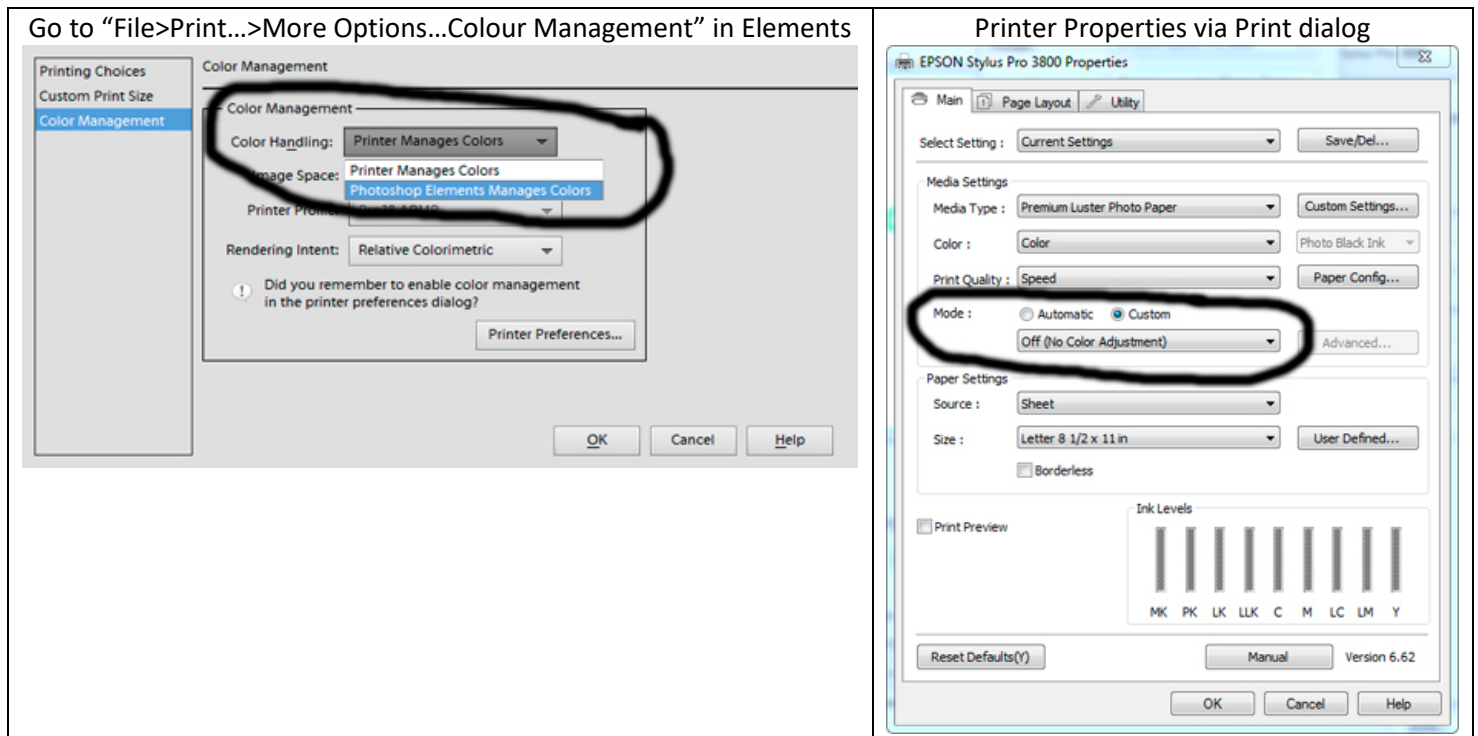 Go to “File>Print…>More Options…Colour Management” in Elements
Printing Choices
Custom Print Size
Color Management
Color Management
Color Management
Color Handling: Printer Manages Colors
Printer Manages Colors
Photoshop Elements Manages Colors
Image Space:
Printer
Rendering Intent: Relative Colorimetric
Did you remember to enable color management
in the printer preferences dialog?
Printer Preferences...
OK Cancel Help
Printer Properties via Print dialog
EPSON Stylus Pro 3800 Properties
Main Page Layout Utility
Select Setting : Current Settings Save/Del...
Media Settings
Media Type : Premium Luster Photo Paper Custom Settings...
Color : Color Photo Black Ink
Print Quality : Speed Paper Config...
Mode : Automatic Custom
Off (No Color Adjustment) Advanced...
Paper Settings
Source : Sheet
Size : Letter 8 1/2 x 11 in User Defined...
Borderless
Print Preview
Ink Levels
MK PK LK LLK C M LC LM Y
Reset Defaults(Y) Manual Version 6.62
OK Cancel Help